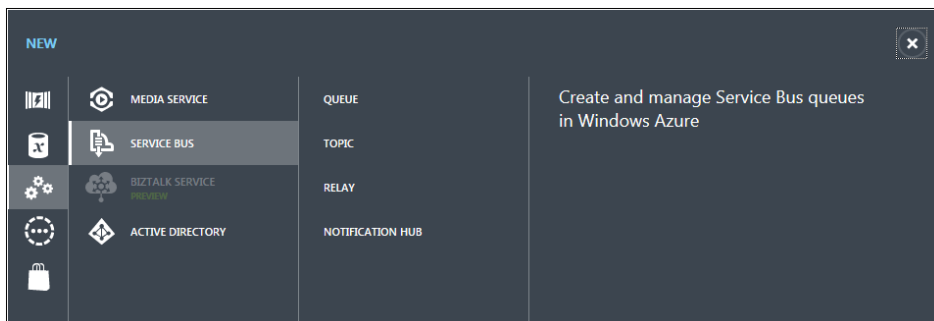 NEW
MEDIA SERVICE
SERVICE BUS
BIZTALK SERVICE
PREVIEW
ACTIVE DIRECTORY
QUEUE
TOPIC
RELAY
NOTIFICATION HUB
Create and manage Service Bus queues
in Windows Azure